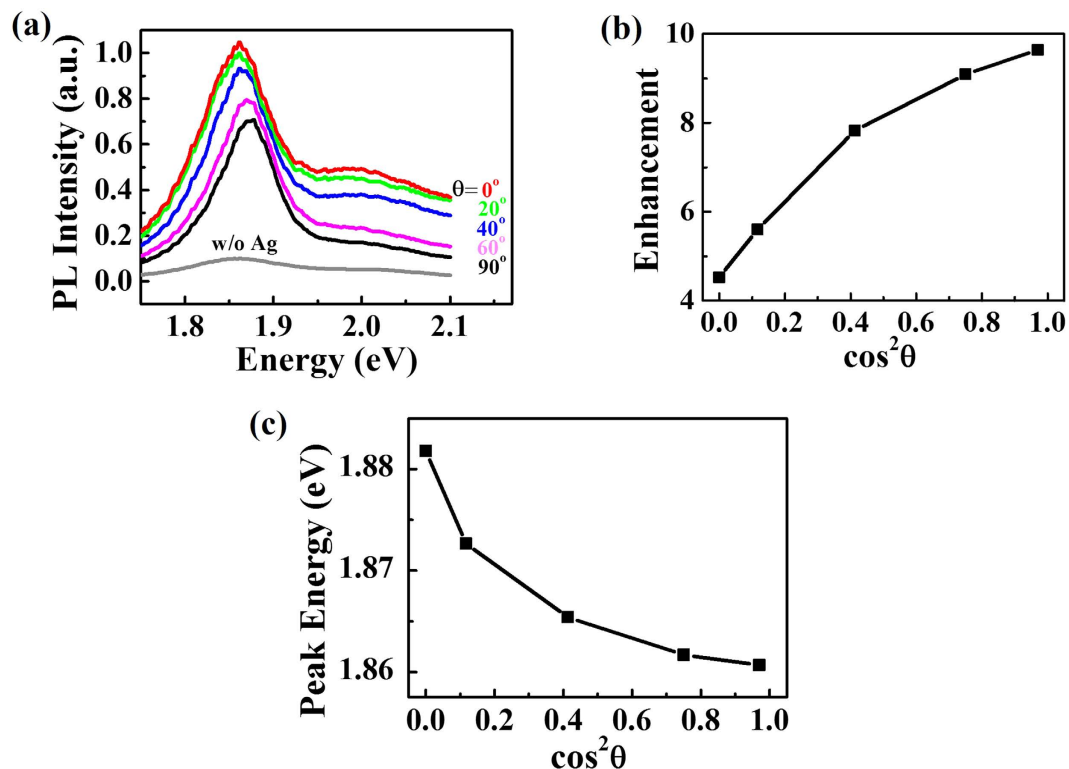 (a)
PL Intensity (a.u.)
1.0
0.8
0.6
0.4
0.2
0.0
θ= 0°
20°
40°
60°
90°
w/o Ag
1.8 1.9 2.0 2.1
Energy (eV)
(b)
Enhancement
10
8
6
4
0.0 0.2 0.4 0.6 0.8 1.0
cos²θ
(c)
Peak Energy (eV)
1.88
1.87
1.86
0.0 0.2 0.4 0.6 0.8 1.0
cos²θ